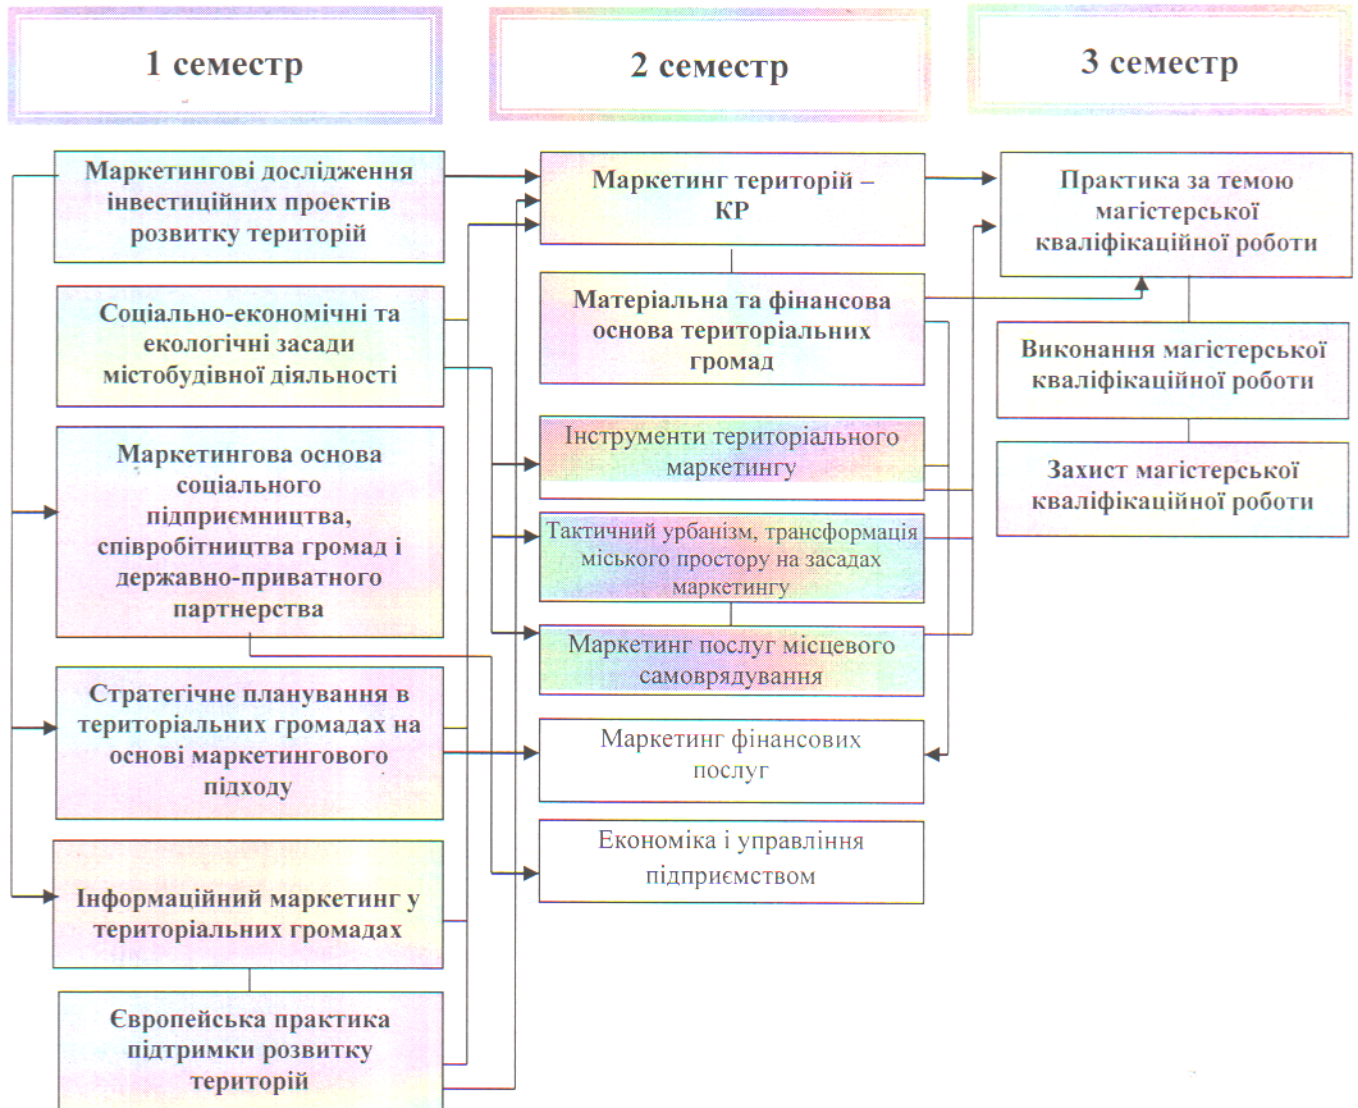 1 семестр
2 семестр
3 семестр
Маркетингові дослідження
інвестиційних проектів
розвитку територій
Соціально-економічні та
екологічні засади
містобудівної діяльності
Маркетингова основа
соціального
підприємництва,
співробітництва громад і
державно-приватного
партнерства
Стратегічне планування в
територіальних громадах на
основі маркетингового
підходу
Інформаційний маркетинг у
територіальних громадах
Європейська практика
підтримки розвитку
територій
Маркетинг територій –
КР
Матеріальна та фінансова
основа територіальних
громад
Інструменти територіального
маркетингу
Тактичний урбанізм, трансформація
міського простору на засадах
маркетингу
Маркетинг послуг місцевого
самоврядування
Маркетинг фінансових
послуг
Економіка і управління
підприємством
Практика за темою
магістерської
кваліфікаційної роботи
Виконання магістерської
кваліфікаційної роботи
Захист магістерської
кваліфікаційної роботи